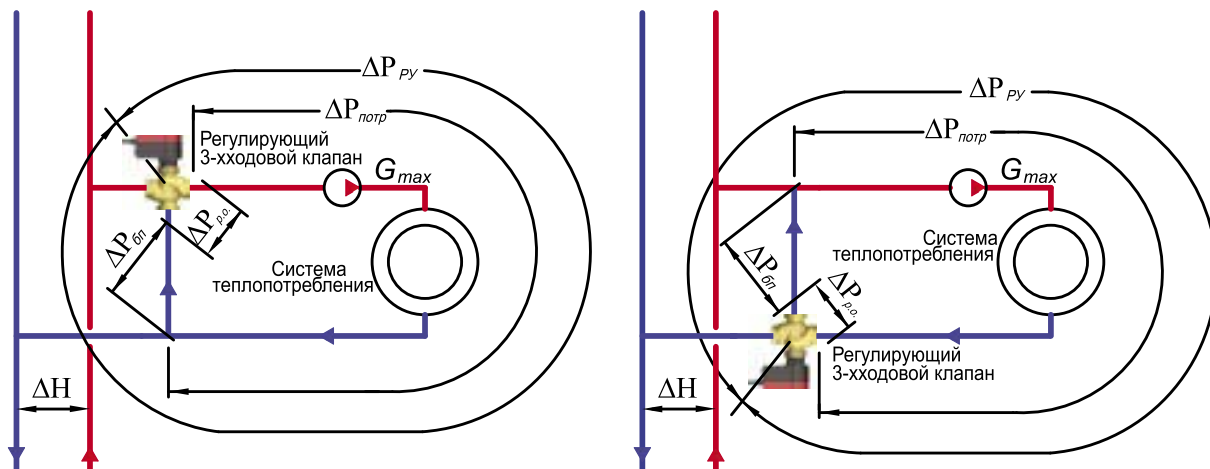 ΔP РУ
ΔP потр
Регулирующий
3-хходовой клапан
G max
ΔP р.о.
ΔP бп
Система
теплопотребления
ΔH
ΔP РУ
ΔP потр
G max
Система
теплопотребления
ΔP бп
ΔP р.о.
Регулирующий
3-хходовой клапан
ΔH